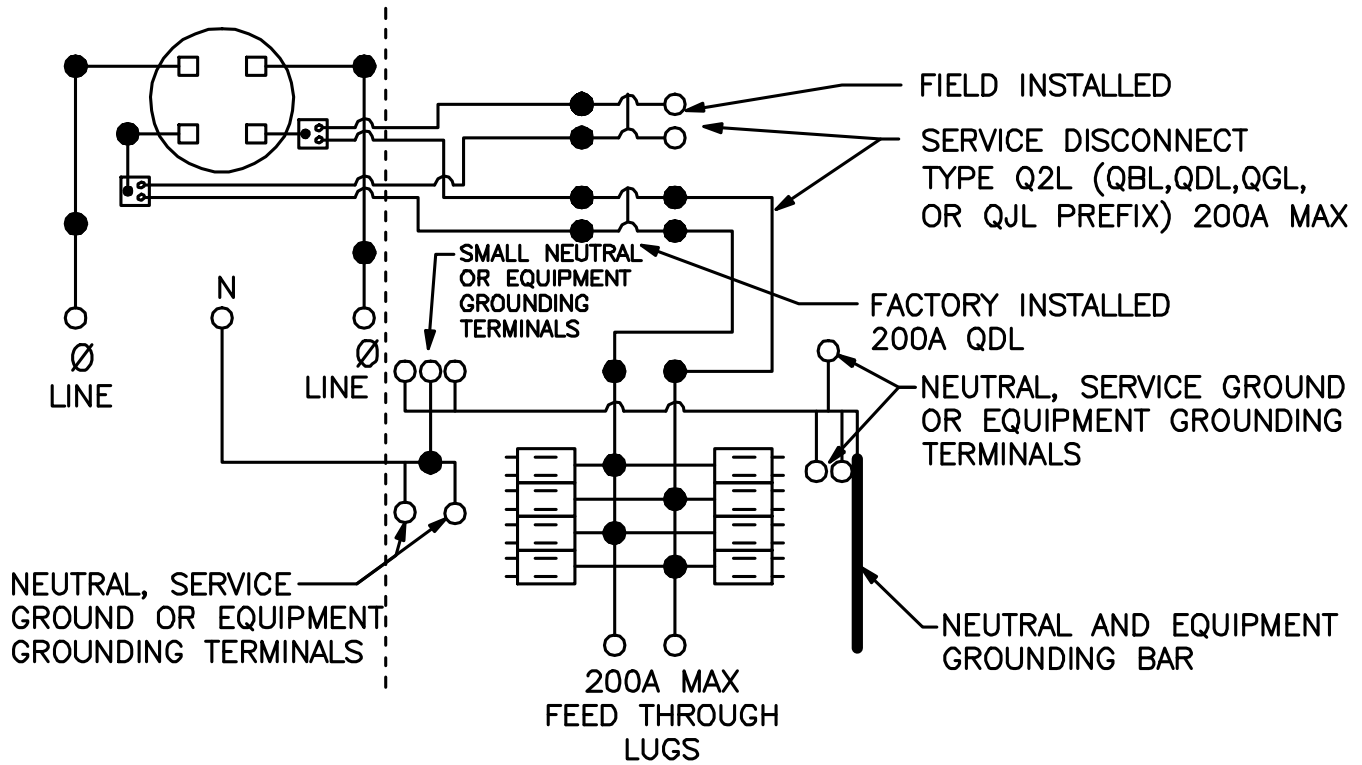 FIELD INSTALLED
SERVICE DISCONNECT
TYPE Q2L (QBL,QDL,QGL,
OR QJL PREFIX) 200A MAX
SMALL NEUTRAL
OR EQUIPMENT
GROUNDING
TERMINALS
N
Ø
LINE
Ø
LINE
FACTORY INSTALLED
200A QDL
NEUTRAL, SERVICE GROUND
OR EQUIPMENT GROUNDING
TERMINALS
NEUTRAL, SERVICE
GROUND OR EQUIPMENT
GROUNDING TERMINALS
NEUTRAL AND EQUIPMENT
GROUNDING BAR
200A MAX
FEED THROUGH
LUGS